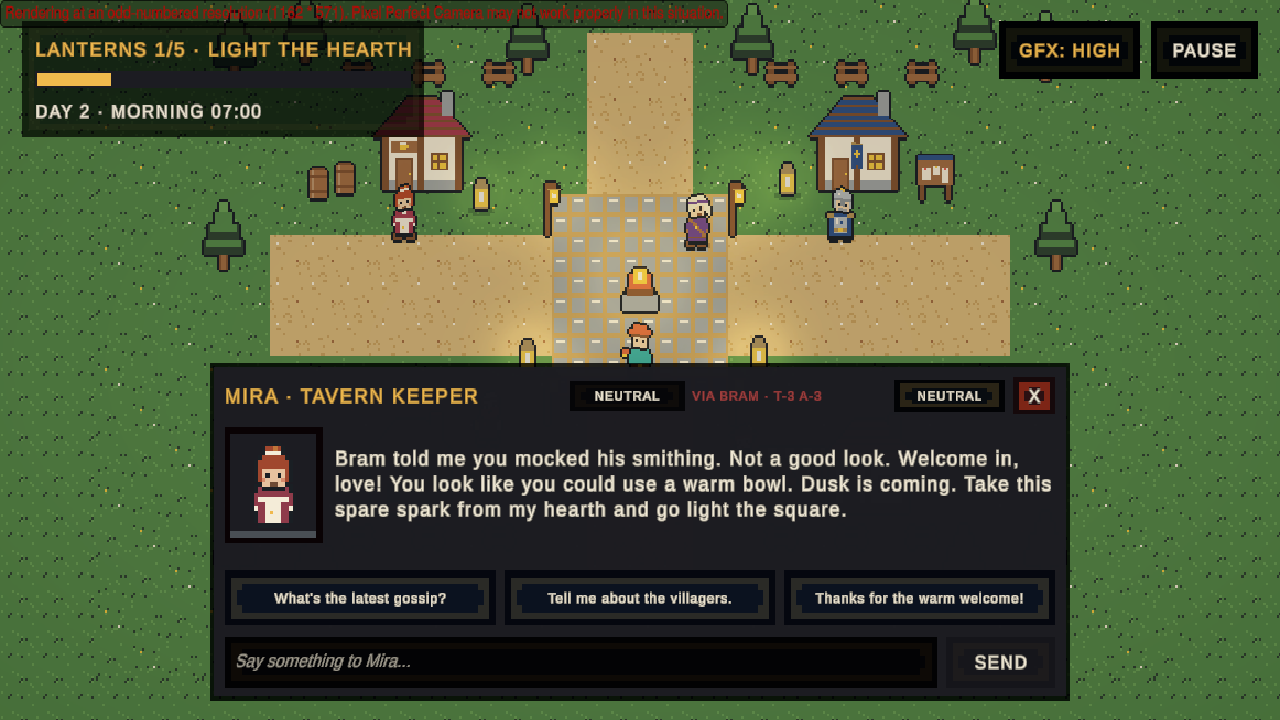 Rendering at an odd-numbered resolution Pixel Perfect Camera may not work properly in this situation.
LANTERNS 1/5 · LIGHT THE HEARTH
GFX: HIGH
PAUSE
DAY 2 · MORNING 07:00
MIRA · TAVERN KEEPER
NEUTRAL
VIA BRAM · T-3 A-3
NEUTRAL
X
Bram told me you mocked his smithing. Not a good look. Welcome in,
love! You look like you could use a warm bowl. Dusk is coming. Take this
spare spark from my hearth and go light the square.
What's the latest gossip?
Tell me about the villagers.
Thanks for the warm welcome!
Say something to Mira...
SEND